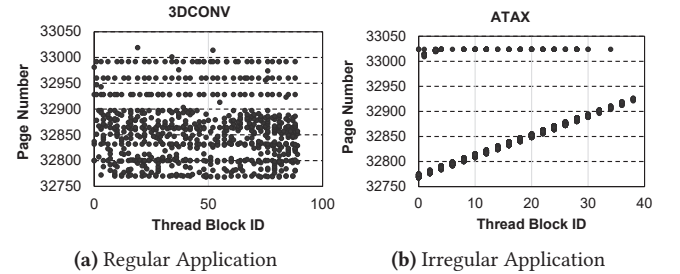 3DCONV
33050
33000
32950
32900
32850
32800
32750
Page Number
0
50
100
Thread Block ID
(a) Regular Application
ATAX
33050
33000
32950
32900
32850
32800
32750
Page Number
0
10
20
30
40
Thread Block ID
(b) Irregular Application